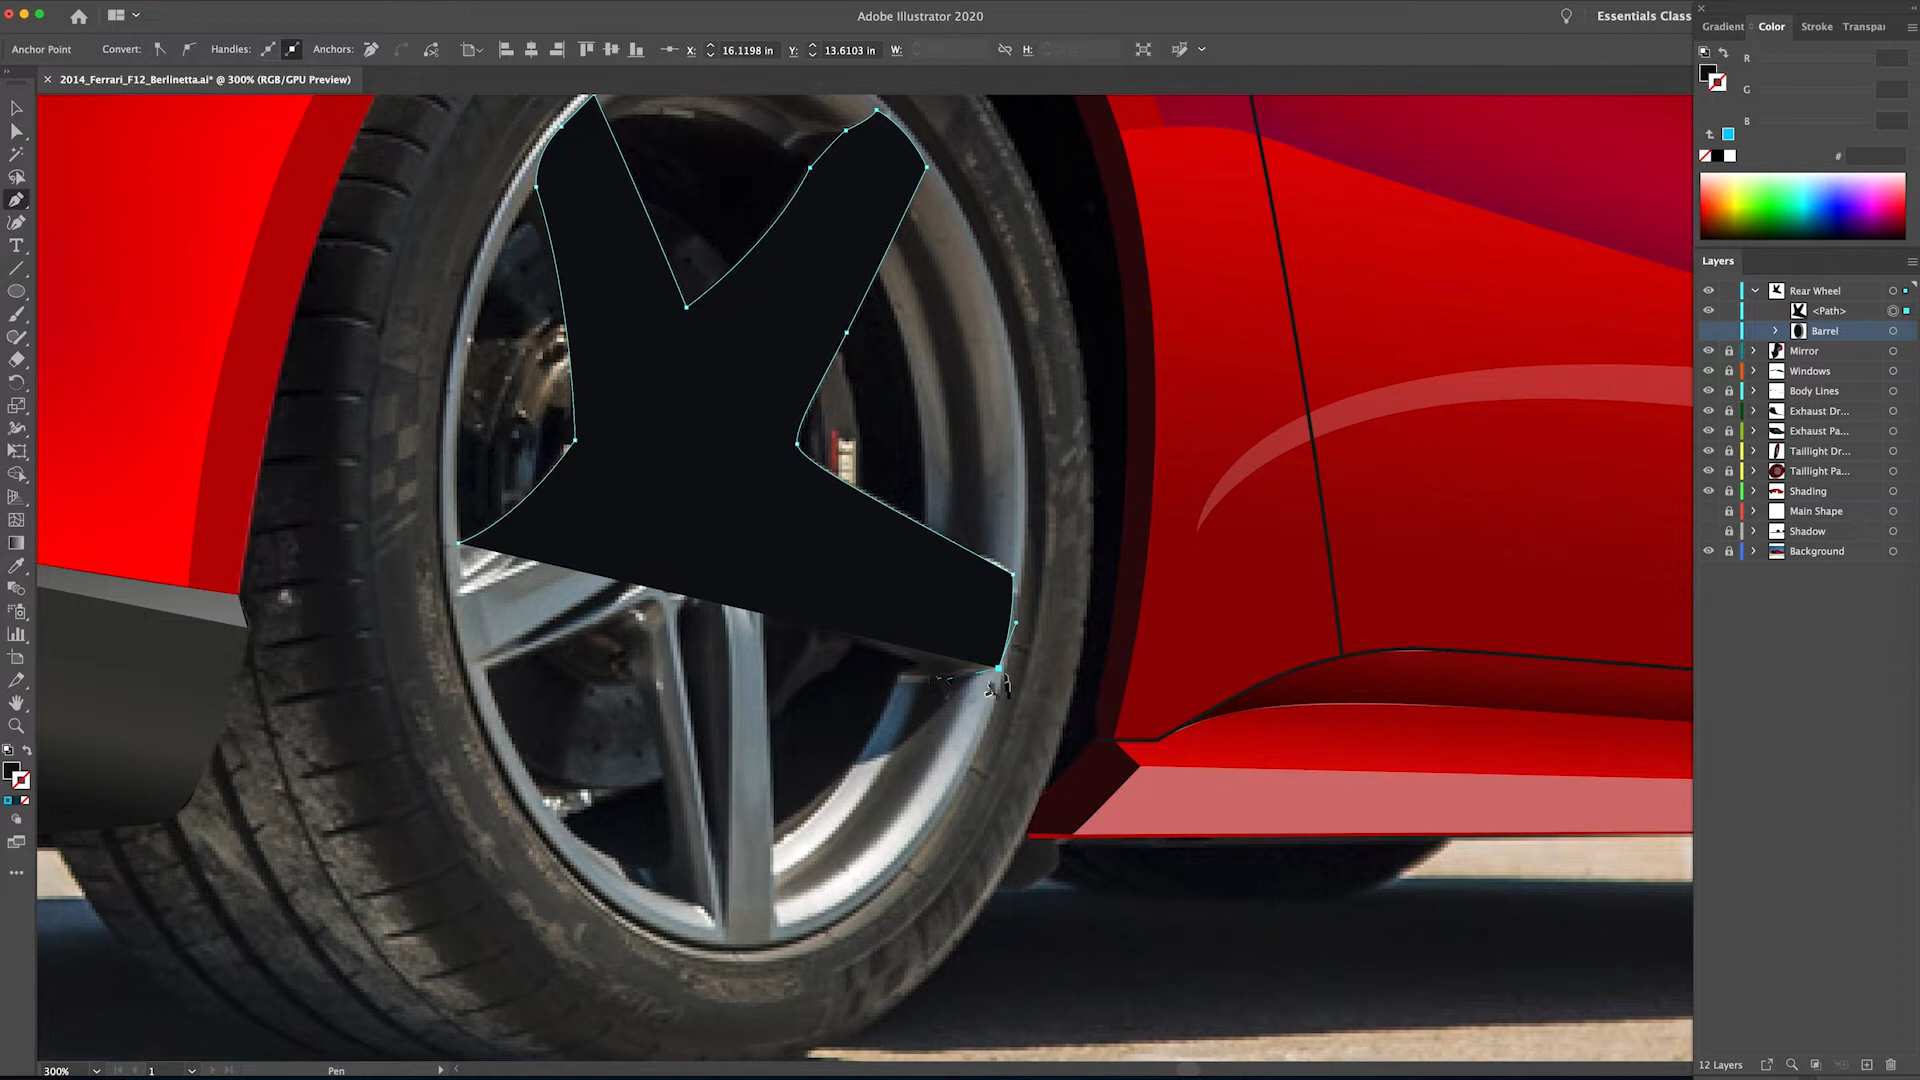 Adobe Illustrator 2020
Essentials Class
Anchor Point
Convert:
Handles:
Anchors:
X:
16.1198 in
Y:
13.6103 in
W:
H:
2014_Ferrari_F12_Berlinetta.ai* @ 300% (RGB/GPU Preview)
Gradient
Color
Stroke
Transpar
R
G
B
#
Layers
Rear Wheel
<Path>
Barrel
Mirror
Windows
Body Lines
Exhaust Dr...
Exhaust Pa...
Taillight Dr...
Taillight Pa...
Shading
Main Shape
Shadow
Background
300%
1
Pen
12 Layers